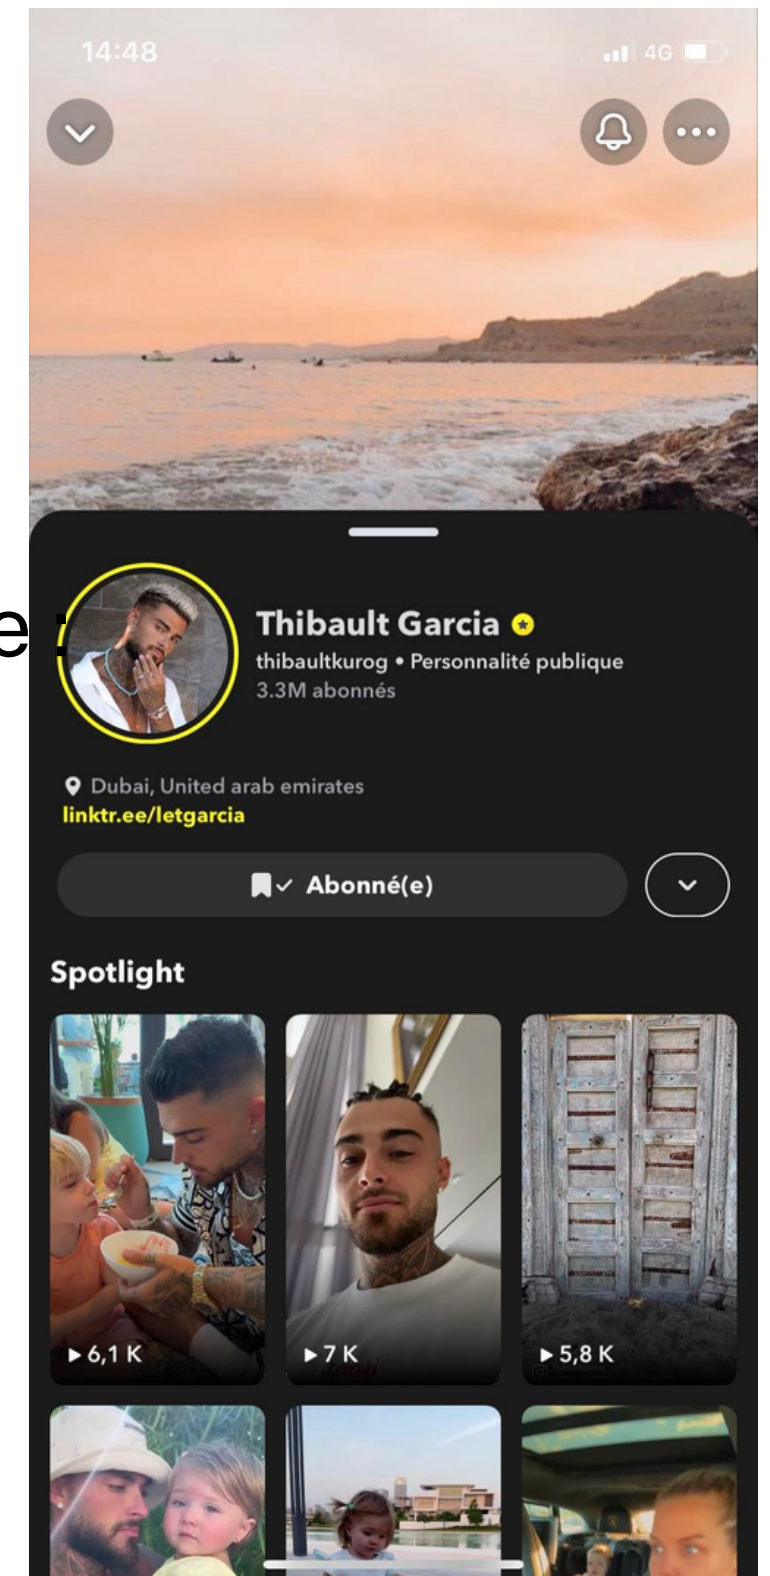 14:48
4G
e :
Thibault Garcia
thibaultkurog • Personnalité publique
3.3M abonnés
Dubai, United arab emirates
linktr.ee/letgarcia
Abonné(e)
Spotlight
6,1 K
7 K
5,8 K